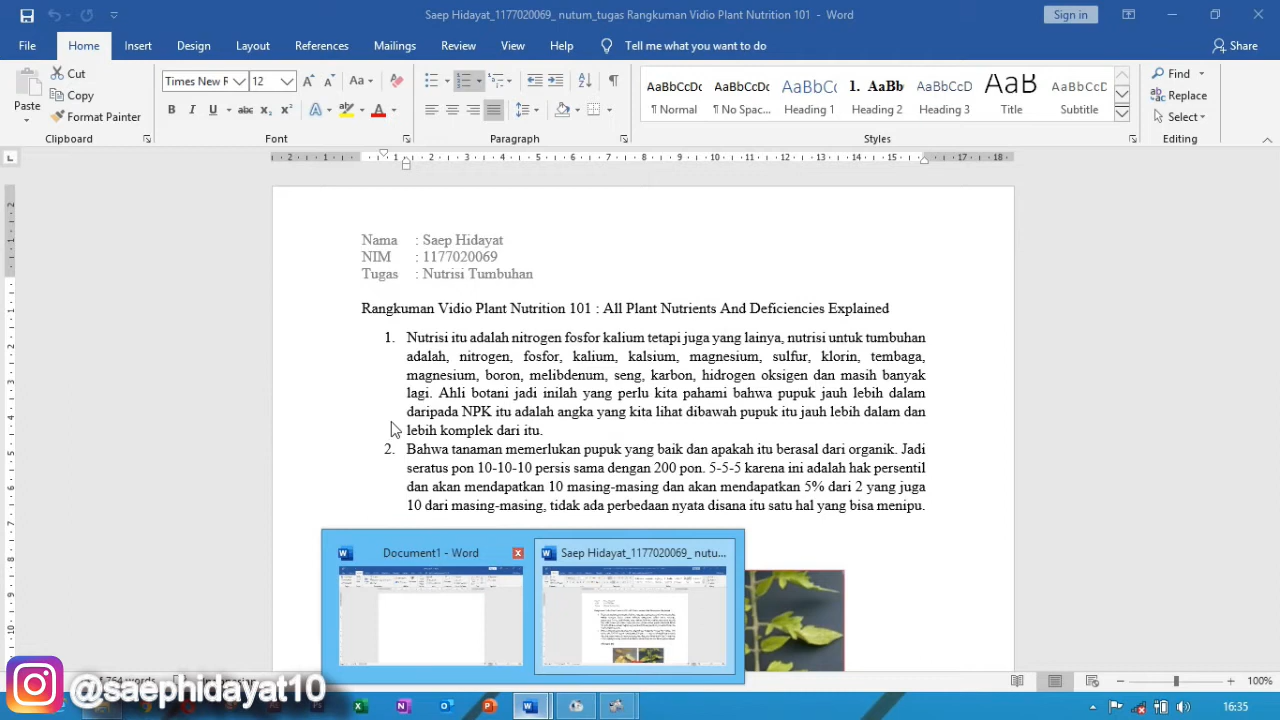 Saep Hidayat_1177020069_ nutum_tugas Rangkuman Vidio Plant Nutrition 101 - Word
Sign in
File Home Insert Design Layout References Mailings Review View Help Tell me what you want to do Share
Cut
Copy
Format Painter
Paste
Times New R 12
AaBbCcDc AaBbCcDc AaBbCc 1. AaBb AaBbCcD AaB AaBbCcD
¶ Normal ¶ No Spac... Heading 1 Heading 2 Heading 3 Title Subtitle
Find
Replace
Select
Clipboard Font Paragraph Styles Editing
Nama : Saep Hidayat
NIM : 1177020069
Tugas : Nutrisi Tumbuhan
Rangkuman Vidio Plant Nutrition 101 : All Plant Nutrients And Deficiencies Explained
1. Nutrisi itu adalah nitrogen fosfor kalium tetapi juga yang lainya, nutrisi untuk tumbuhan
adalah, nitrogen, fosfor, kalium, kalsium, magnesium, sulfur, klorin, tembaga,
magnesium, boron, melibdenum, seng, karbon, hidrogen oksigen dan masih banyak
lagi. Ahli botani jadi inilah yang perlu kita pahami bahwa pupuk jauh lebih dalam
daripada NPK itu adalah angka yang kita lihat dibawah pupuk itu jauh lebih dalam dan
lebih komplek dari itu.
2. Bahwa tanaman memerlukan pupuk yang baik dan apakah itu berasal dari organik. Jadi
seratus pon 10-10-10 persis sama dengan 200 pon. 5-5-5 karena ini adalah hak persentil
dan akan mendapatkan 10 masing-masing dan akan mendapatkan 5% dari 2 yang juga
10 dari masing-masing, tidak ada perbedaan nyata disana itu satu hal yang bisa menipu.
Document1 - Word
Saep Hidayat_1177020069_ nutu...
words
100%
@saephidayat10
16:35